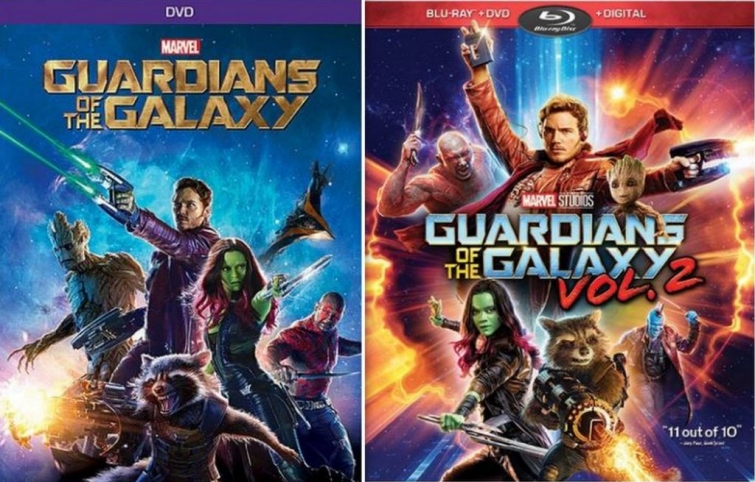 DVD
MARVEL
GUARDIANS
OF
THE GALAXY
BLU-RAY + DVD
Blu-ray Disc
+ DIGITAL
MARVEL STUDIOS
GUARDIANS
OF
THE GALAXY
VOL. 2
"11 out of 10"